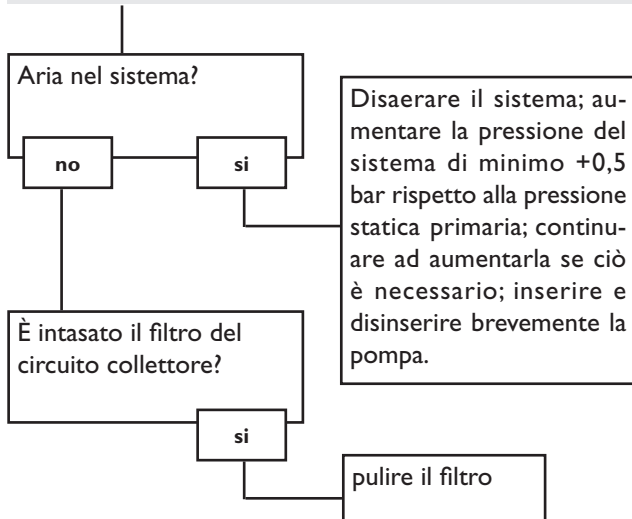 Aria nel sistema?
no
si
Disaerare il sistema; au-
mentare la pressione del
sistema di minimo +0,5
bar rispetto alla pressione
statica primaria; continu-
are ad aumentarla se ciò
è necessario; inserire e
disinserire brevemente la
pompa.
È intasato il filtro del
circuito collettore?
si
pulire il filtro